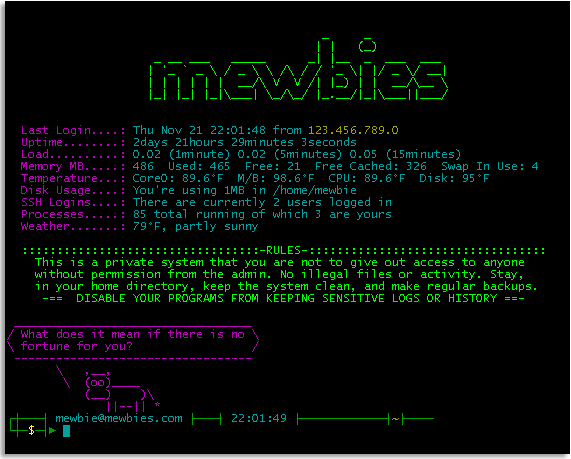 mewbies
Last Login....: Thu Nov 21 22:01:48 from 123.456.789.0
Uptime........: 2days 21hours 29minutes 3seconds
Load..........: 0.02 (1minute) 0.02 (5minutes) 0.05 (15minutes)
Memory MB.....: 486  Used: 465  Free: 21  Free Cached: 326  Swap In Use: 4
Temperature...: Core0: 89.6°F  M/B: 98.6°F  CPU: 89.6°F  Disk: 95°F
Disk Usage....: You're using 1MB in /home/mewbie
SSH Logins....: There are currently 2 users logged in
Processes.....: 85 total running of which 3 are yours
Weather.......: 79°F, partly sunny
:::::::::::::::::::::::::::::::::::-RULES-:::::::::::::::::::::::::::::::::::
This is a private system that you are not to give out access to anyone
without permission from the admin. No illegal files or activity. Stay,
in your home directory, keep the system clean, and make regular backups.
-== DISABLE YOUR PROGRAMS FROM KEEPING SENSITIVE LOGS OR HISTORY ==-
/ What does it mean if there is no \
\ fortune for you? /
mewbie@mewbies.com 22:01:49 ~
$